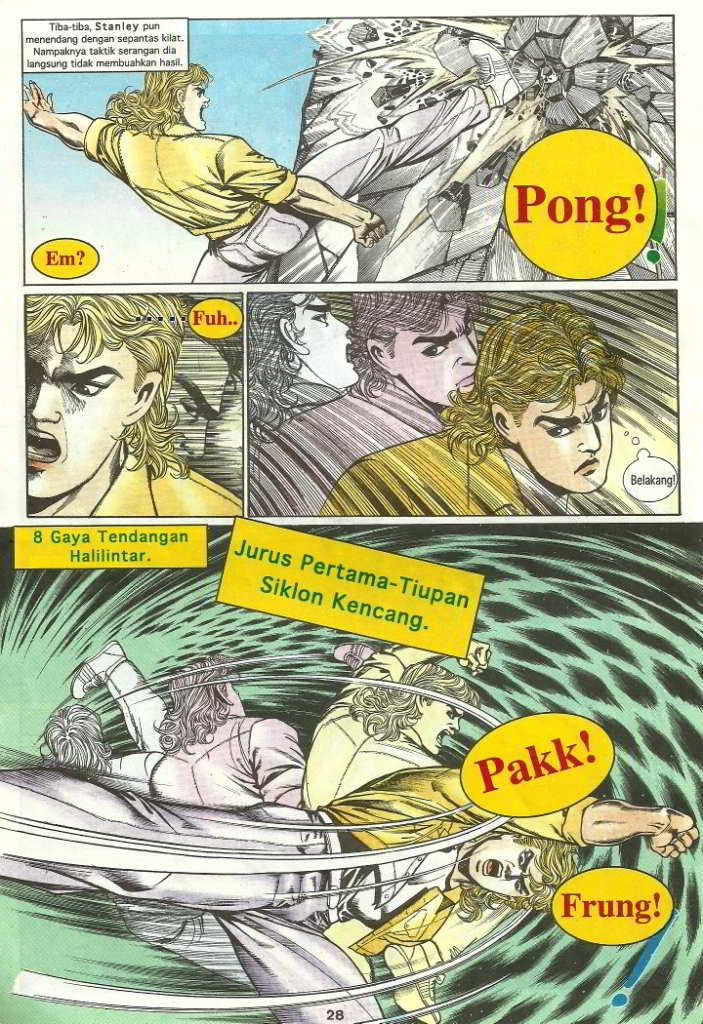 Tiba-tiba, Stanley pun
menendang dengan sepantas kilat.
Nampaknya taktik serangan dia
langsung tidak membuahkan hasil.
Pong!
Em?
Fuh..
Belakang!
8 Gaya Tendangan
Halilintar.
Jurus Pertama-Tiupan
Siklon Kencang.
Pakk!
Frung!
28